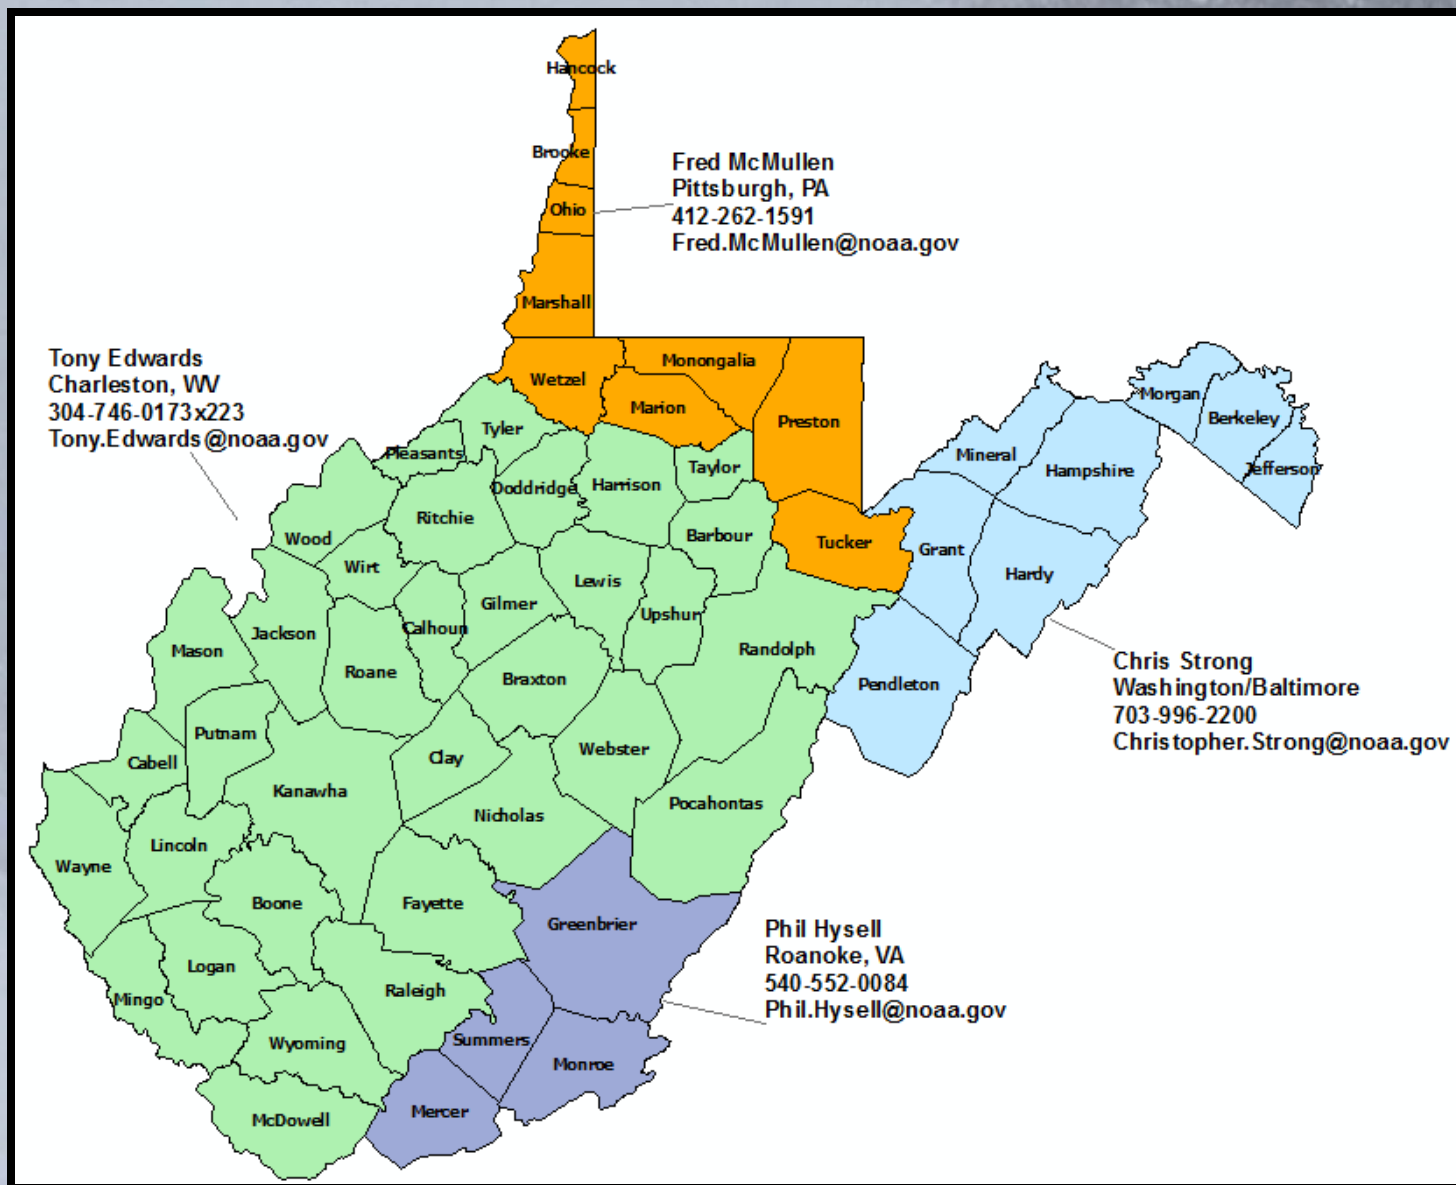 Hancock
Brooke
Ohio
Marshall
Fred McMullen
Pittsburgh, PA
412-262-1591
Fred.McMullen@noaa.gov
Tony Edwards
Charleston, WV
304-746-0173x223
Tony.Edwards@noaa.gov
Wetzel
Monongalia
Marion
Preston
Tucker
Morgan
Berkeley
Jefferson
Mineral
Hampshire
Grant
Hardy
Pendleton
Chris Strong
Washington/Baltimore
703-996-2200
Christopher.Strong@noaa.gov
Tyler
Pleasants
Doddridge
Harrison
Taylor
Ritchie
Barbour
Wood
Wirt
Lewis
Gilmer
Upshur
Calhoun
Jackson
Mason
Roane
Braxton
Randolph
Putnam
Cabell
Clay
Webster
Kanawha
Nicholas
Pocahontas
Lincoln
Wayne
Boone
Fayette
Greenbrier
Phil Hysell
Roanoke, VA
540-552-0084
Phil.Hysell@noaa.gov
Logan
Mingo
Raleigh
Wyoming
Summers
Monroe
Mercer
McDowell